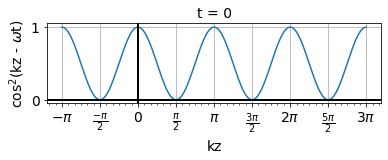 t = 0
cos²(kz - ωt)
1
0
−π
−π/2
0
π/2
π
3π/2
2π
5π/2
3π
kz